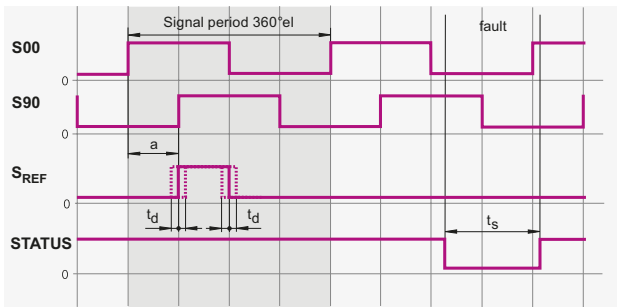 Signal period 360°el
fault
S00
0
S90
0
a
SREF
0
td
td
ts
STATUS
0